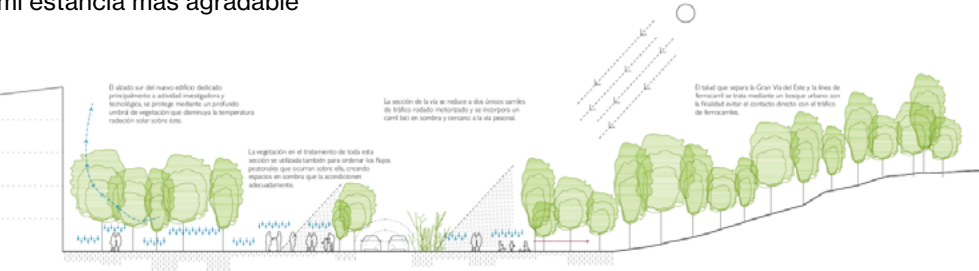 mi estancia más agradable
El alzado sur del nuevo edificio dedicado
principalmente a actividad investigadora y
tecnológica, se protege mediante un profundo
umbral de vegetación que disminuya la temperatura
radiación solar sobre éste.
La vegetación en el tratamiento de toda esta
sección se utilizada también para ordenar los flujos
peatonales que ocurran sobre ella, creando
espacios en sombra que la acondicionen
adecuadamente.
La sección de la vía se reduce a dos únicos carriles
de tráfico rodado motorizado y se incorpora un
carril bici en sombra y cercano a la vía peatonal.
El talud que separa la Gran Vía del Este y la línea de
ferrocarril se trata mediante un bosque urbano con
la finalidad evitar el contacto directo con el tráfico
de ferrocarriles.